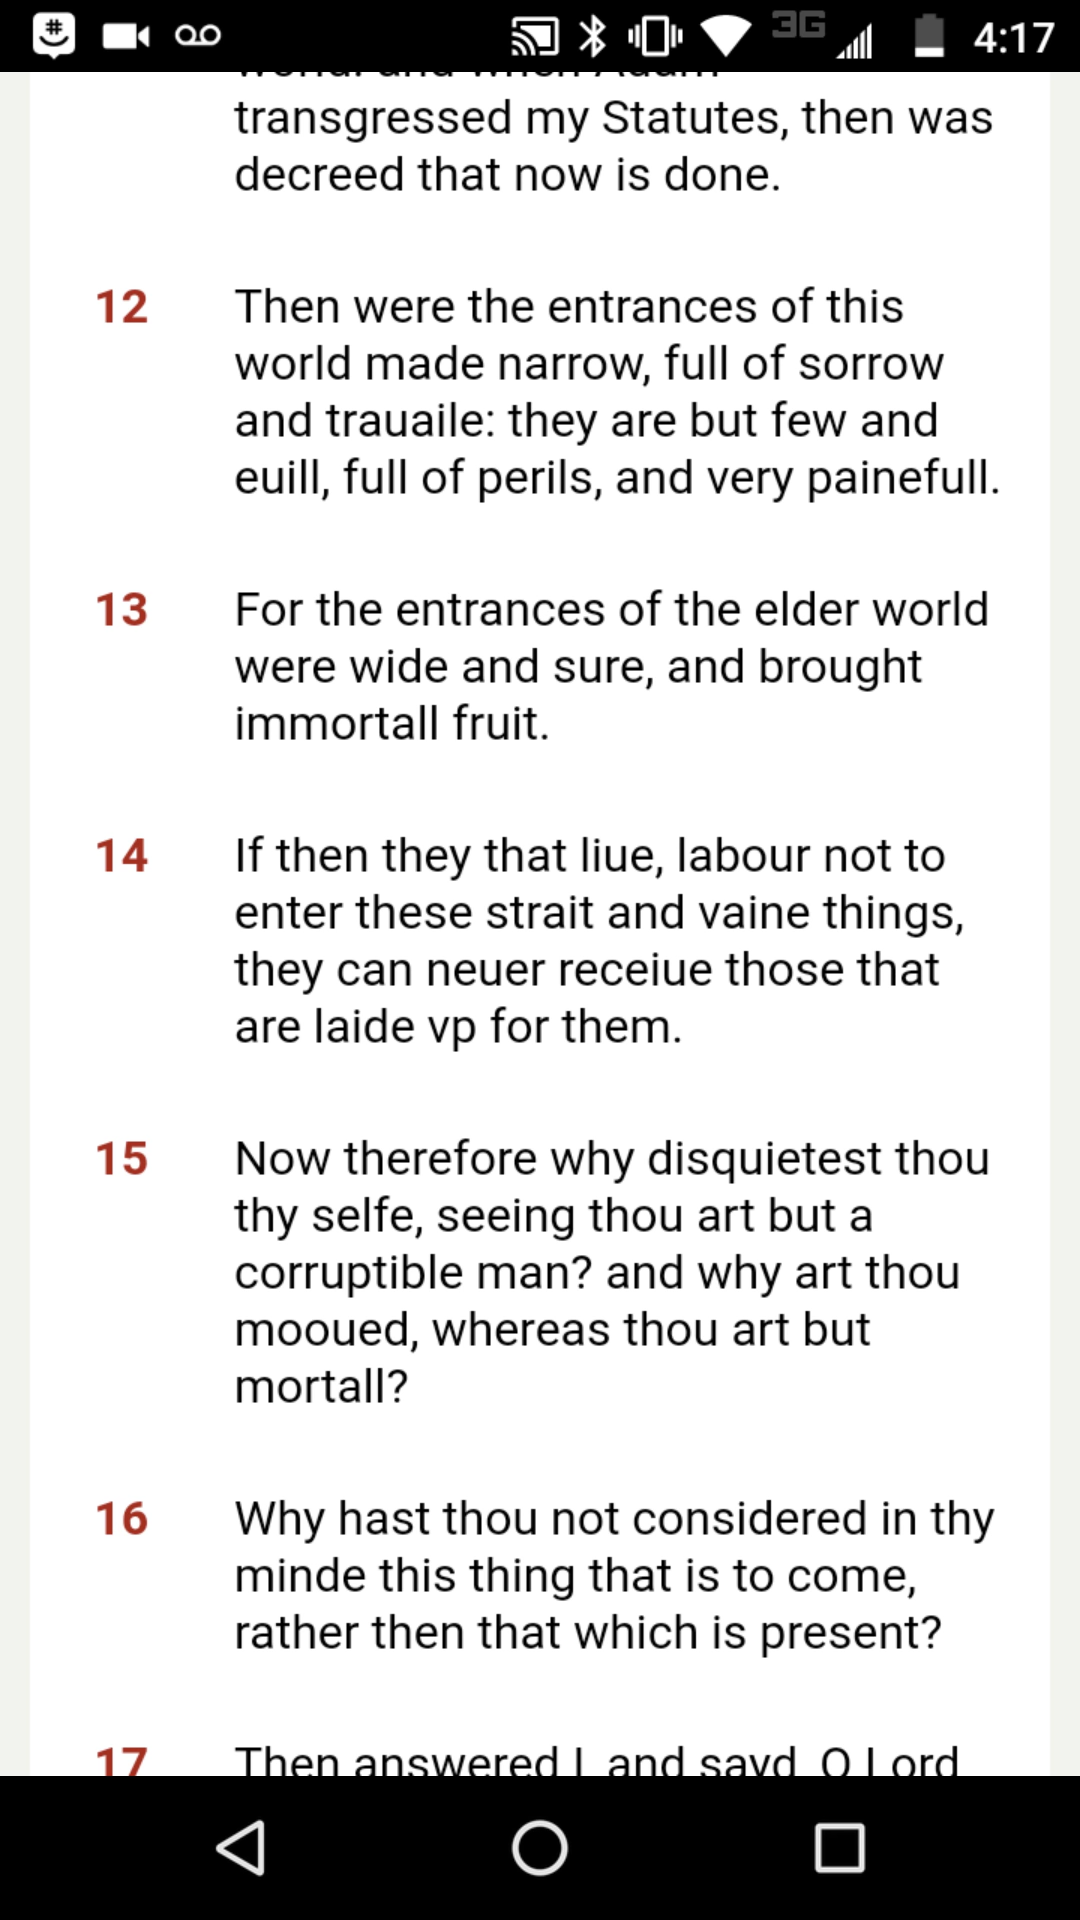 3G
4:17
transgressed my Statutes, then was
decreed that now is done.
12 Then were the entrances of this
world made narrow, full of sorrow
and trauaile: they are but few and
euill, full of perils, and very painefull.
13 For the entrances of the elder world
were wide and sure, and brought
immortall fruit.
14 If then they that liue, labour not to
enter these strait and vaine things,
they can neuer receiue those that
are laide vp for them.
15 Now therefore why disquietest thou
thy selfe, seeing thou art but a
corruptible man? and why art thou
mooued, whereas thou art but
mortall?
16 Why hast thou not considered in thy
minde this thing that is to come,
rather then that which is present?
17 Then answered I and sayd O Lord